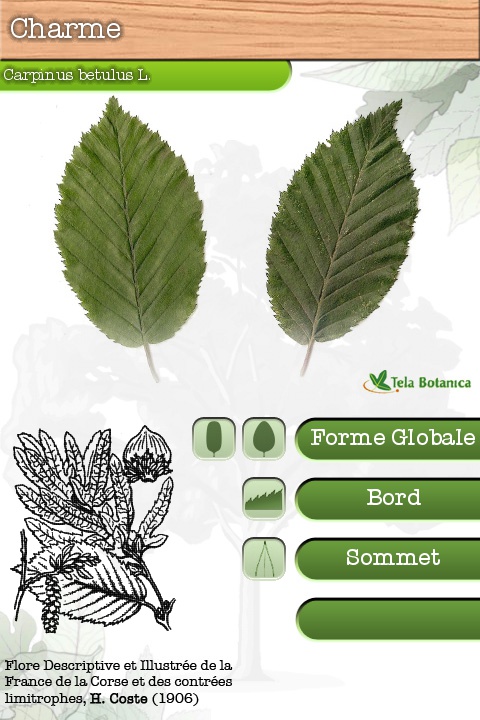 Charme
Carpinus betulus L.
Tela Botanica
Forme Globale
Bord
Sommet
Flore Descriptive et Illustrée de la
France de la Corse et des contrées
limitrophes, H. Coste (1906)